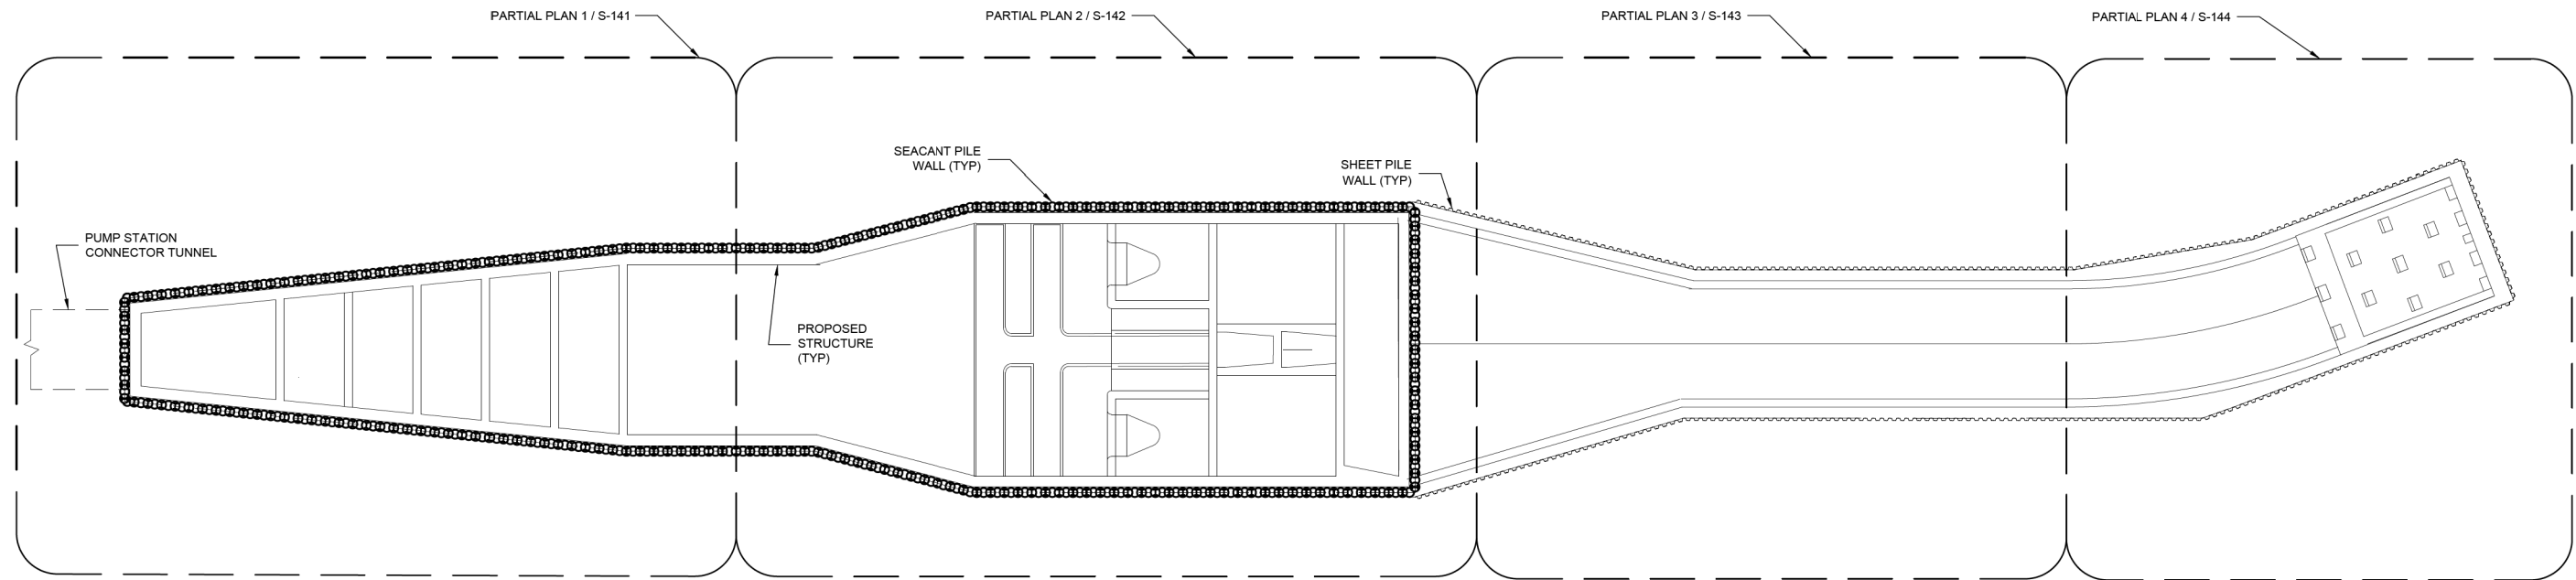 PARTIAL PLAN 1 / S-141
PARTIAL PLAN 2 / S-142
PARTIAL PLAN 3 / S-143
PARTIAL PLAN 4 / S-144
SEACANT PILE
WALL (TYP)
SHEET PILE
WALL (TYP)
PUMP STATION
CONNECTOR TUNNEL
PROPOSED
STRUCTURE
(TYP)